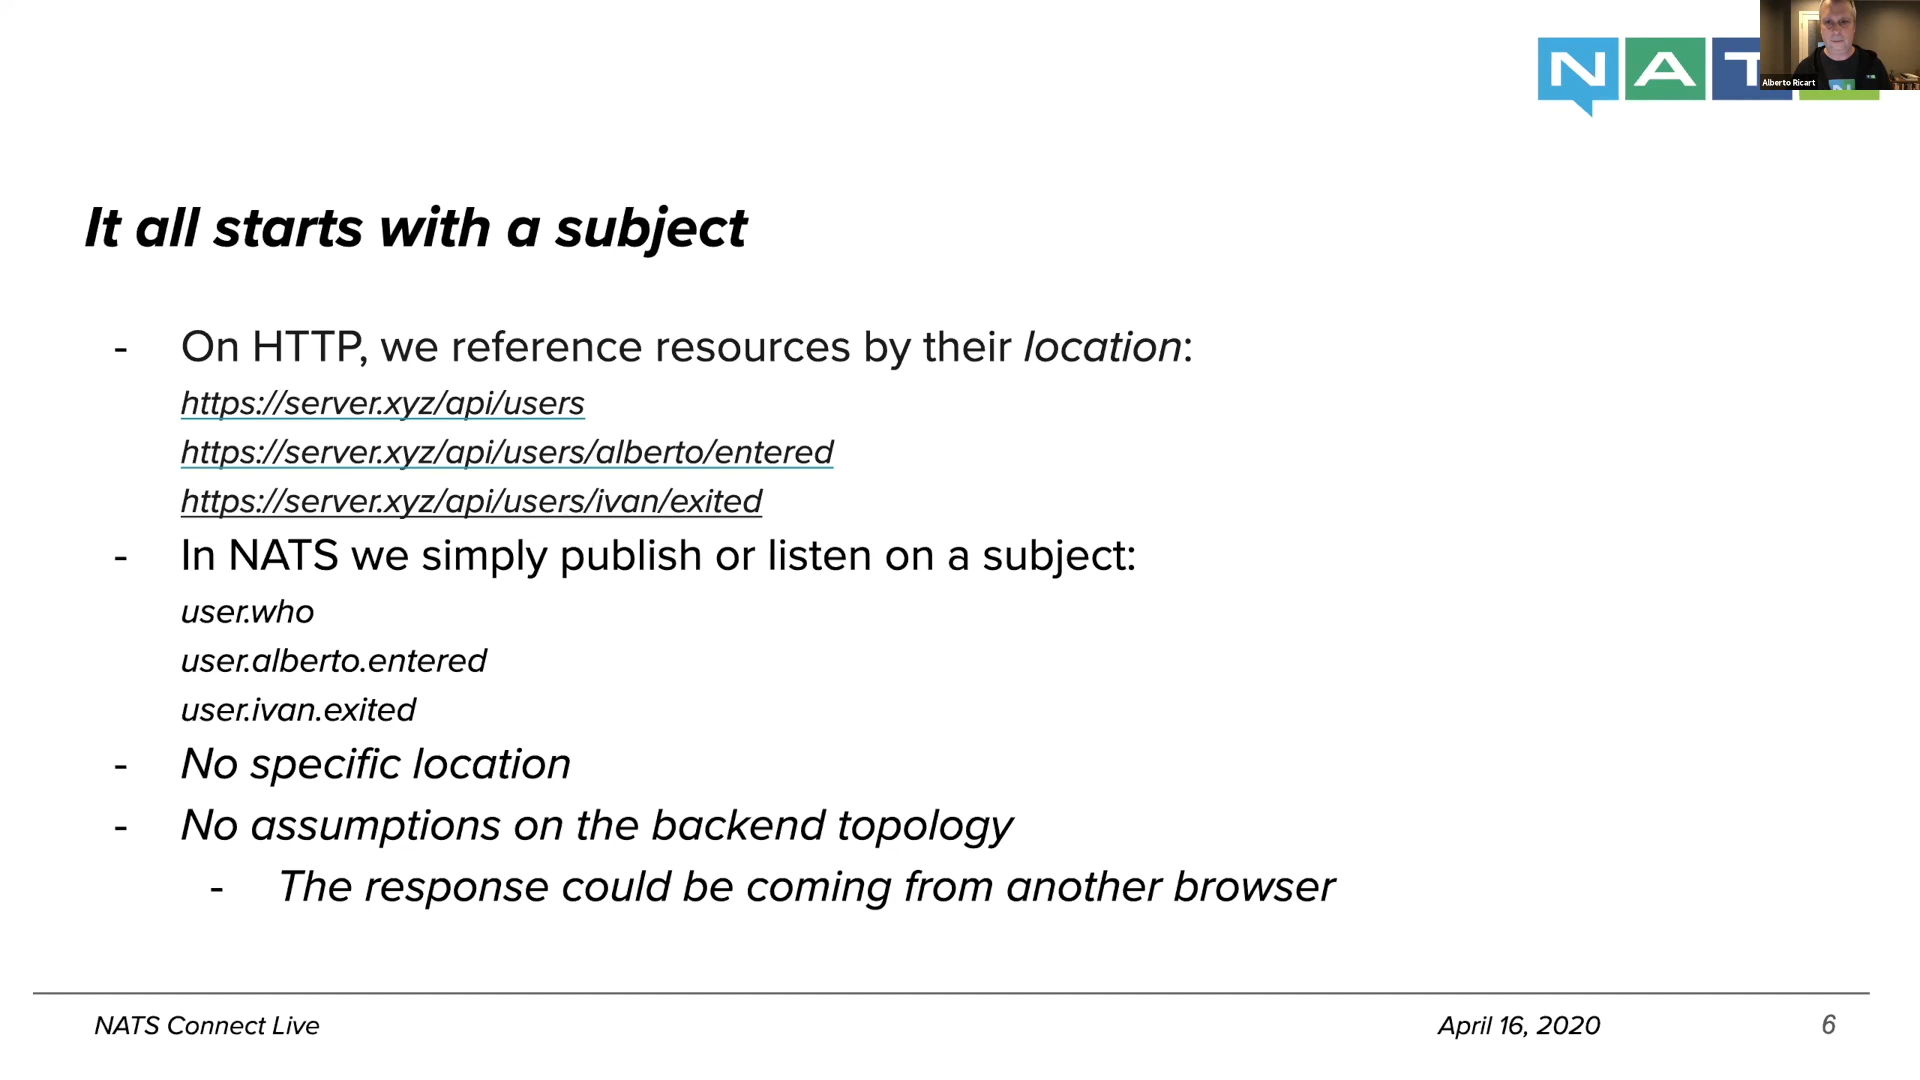 NAT
Alberto Ricart
It all starts with a subject
- On HTTP, we reference resources by their location:
https://server.xyz/api/users
https://server.xyz/api/users/alberto/entered
https://server.xyz/api/users/ivan/exited
- In NATS we simply publish or listen on a subject:
user.who
user.alberto.entered
user.ivan.exited
- No specific location
- No assumptions on the backend topology
- The response could be coming from another browser
NATS Connect Live
April 16, 2020
6